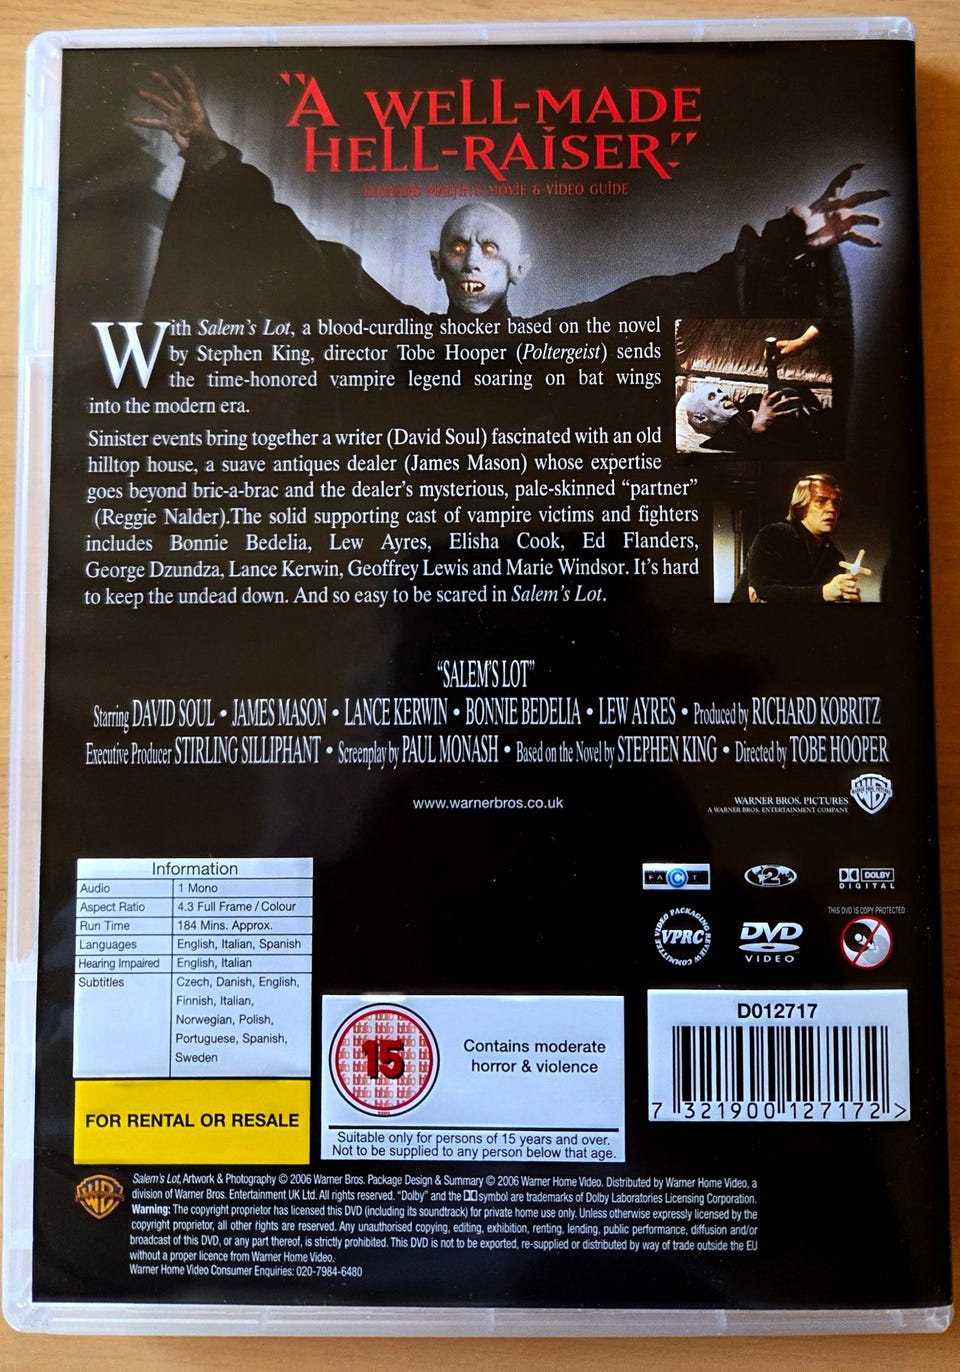 "A WELL-MADE
HELL-RAISER."
LEONARD MALTIN'S MOVIE & VIDEO GUIDE
With Salem's Lot, a blood-curdling shocker based on the novel
by Stephen King, director Tobe Hooper (Poltergeist) sends
the time-honored vampire legend soaring on bat wings
into the modern era.
Sinister events bring together a writer (David Soul) fascinated with an old
hilltop house, a suave antiques dealer (James Mason) whose expertise
goes beyond bric-a-brac and the dealer's mysterious, pale-skinned "partner"
(Reggie Nalder).The solid supporting cast of vampire victims and fighters
includes Bonnie Bedelia, Lew Ayres, Elisha Cook, Ed Flanders,
George Dzundza, Lance Kerwin, Geoffrey Lewis and Marie Windsor. It's hard
to keep the undead down. And so easy to be scared in Salem's Lot.
"SALEM'S LOT"
Starring DAVID SOUL • JAMES MASON • LANCE KERWIN • BONNIE BEDELIA • LEW AYRES • Produced by RICHARD KOBRITZ
Executive Producer STIRLING SILLIPHANT • Screenplay by PAUL MONASH • Based on the Novel by STEPHEN KING • Directed by TOBE HOOPER
www.warnerbros.co.uk
WARNER BROS. PICTURES
A WARNER BROS. ENTERTAINMENT COMPANY
WB
Information
Audio 1 Mono
Aspect Ratio 4.3 Full Frame / Colour
Run Time 184 Mins. Approx.
Languages English, Italian, Spanish
Hearing Impaired English, Italian
Subtitles Czech, Danish, English,
Finnish, Italian,
Norwegian, Polish,
Portuguese, Spanish,
Sweden
FOR RENTAL OR RESALE
FACT
2
DOLBY
DIGITAL
VIDEO PACKAGING REVIEW COMMITTEE
VPRC
DVD
VIDEO
THIS DVD IS COPY PROTECTED
bbfc
15
Contains moderate
horror & violence
Suitable only for persons of 15 years and over.
Not to be supplied to any person below that age.
D012717
7 321900 127172 >
WB
Salem's Lot, Artwork & Photography © 2006 Warner Bros. Package Design & Summary © 2006 Warner Home Video. Distributed by Warner Home Video, a
division of Warner Bros. Entertainment UK Ltd. All rights reserved. "Dolby" and the symbol are trademarks of Dolby Laboratories Licensing Corporation.
Warning: The copyright proprietor has licensed this DVD (including its soundtrack) for private home use only. Unless otherwise expressly licensed by the
copyright proprietor, all other rights are reserved. Any unauthorised copying, editing, exhibition, renting, lending, public performance, diffusion and/or
broadcast of this DVD, or any part thereof, is strictly prohibited. This DVD is not to be exported, re-supplied or distributed by way of trade outside the EU
without a proper licence from Warner Home Video.
Warner Home Video Consumer Enquiries: 020-7984-6480